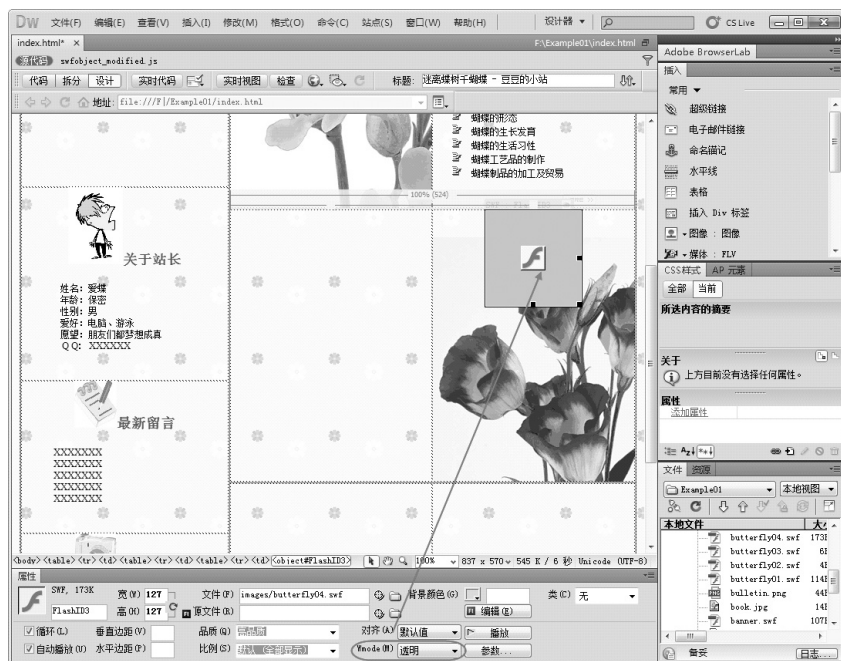 DW 文件(F) 编辑(E) 查看(V) 插入(I) 修改(M) 格式(O) 命令(C) 站点(S) 窗口(W) 帮助(H) 设计器 CS Live
index.html* × F:\Example01\index.html
源代码 swfobject_modified.js
代码 拆分 设计 实时代码 实时视图 检查 标题: 迷离蝶树千蝴蝶 - 豆豆的小站
地址: file:///F|/Example01/index.html
蝴蝶的形态
蝴蝶的生长发育
蝴蝶的生活习性
蝴蝶工艺品的制作
蝴蝶制品的加工及贸易
100% (524)
关于站长
姓名: 爱蝶
年龄: 保密
性别: 男
爱好: 电脑、游泳
愿望: 朋友们都梦想成真
Q Q: XXXXXX
最新留言
XXXXXXX
XXXXXXX
XXXXXXX
XXXXXXX
XXXXXXX
<body> <table> <tr> <td> <table> <tr> <td> <table> <tr> <td> <object#FlashID3> 100% 837 x 570 545 K / 6 秒 Unicode (UTF-8)
属性
SWF, 173K 宽(W) 127 文件(F) images/butterfly04.swf 背景颜色(G) 类(C) 无
FlashID3 高(H) 127 源文件(R) 编辑(E)
循环(L) 垂直边距(V) 品质(Q) 高品质 对齐(A) 默认值 播放
自动播放(U) 水平边距(P) 比例(S) 默认(全部显示) Wmode(M) 透明 参数...
Adobe BrowserLab
插入
常用
超级链接
电子邮件链接
命名锚记
水平线
表格
插入 Div 标签
图像 : 图像
媒体 : FLV
CSS样式 AP 元素
全部 当前
所选内容的摘要
关于
上方目前没有选择任何属性。
属性
添加属性
文件 资源
Example01 本地视图
本地文件
butterfly04.swf
butterfly03.swf
butterfly02.swf
butterfly01.swf
bulletin.png
book.jpg
banner.swf
备妥 日志...